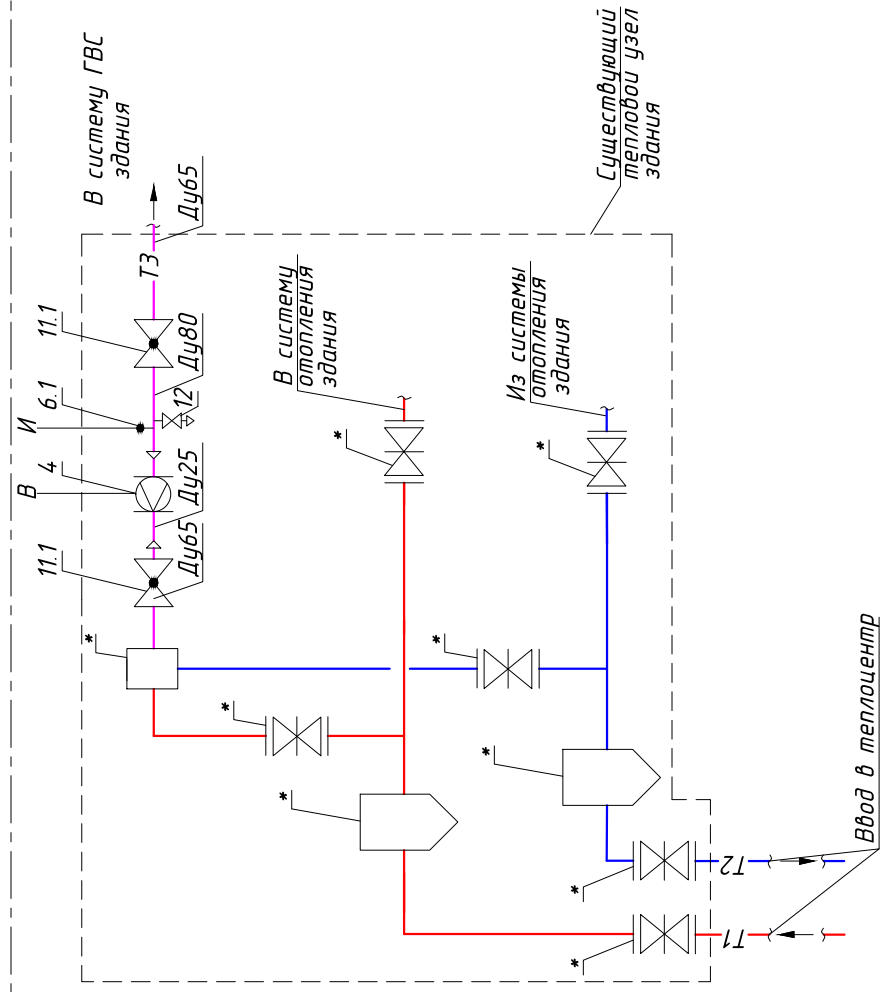 В систему ГВС
здания
Ду65
Т3
11.1
Ду80
6.1
И
12
4
В
Ду25
11.1
Ду65
*
*
*
*
*
*
*
*
*
В систему
отопления
здания
Из системы
отопления
здания
Существующий
тепловой узел
здания
Т2
Т1
Ввод в теплоцентр